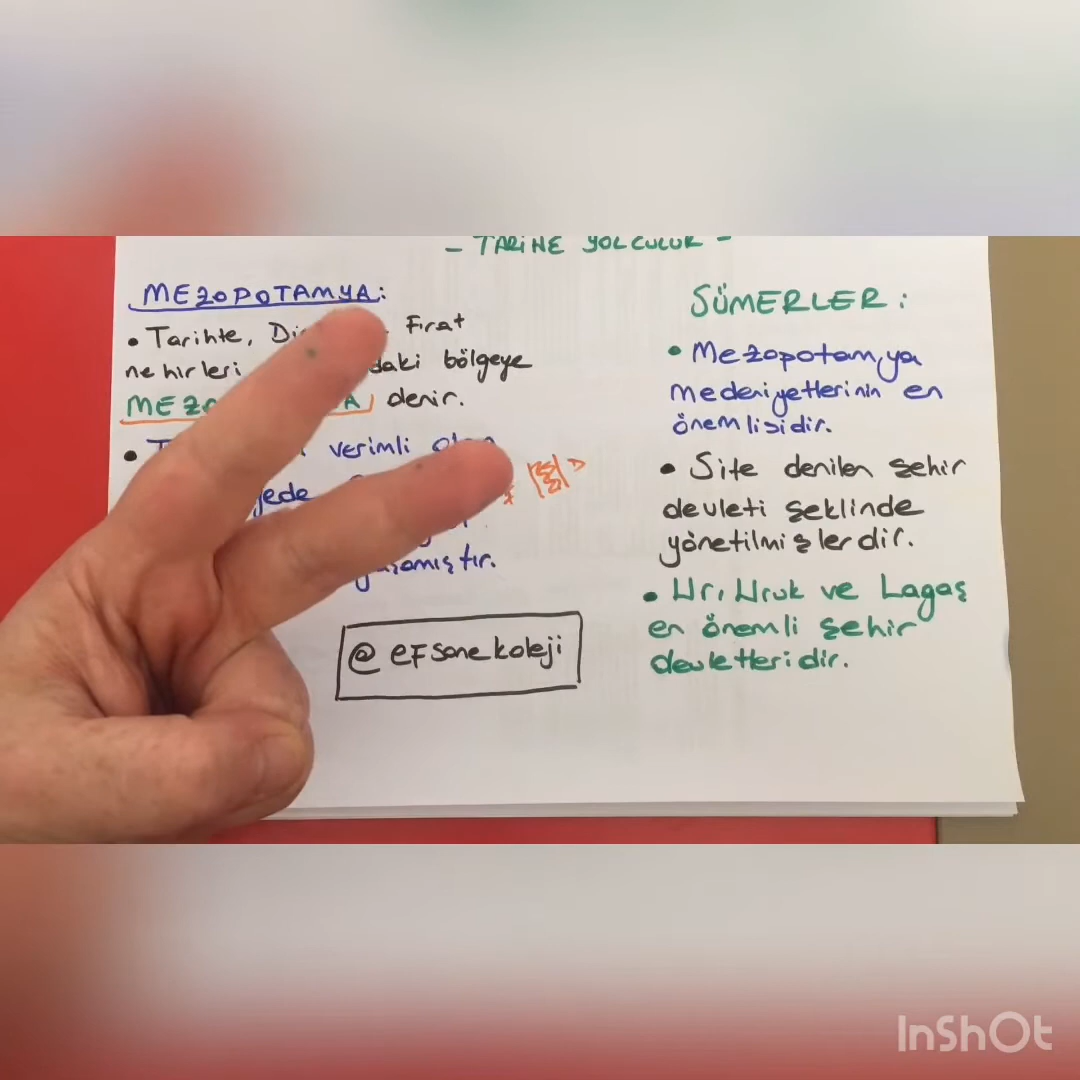 - TARİHE YOLCULUK -
MEZOPOTAMYA:
• Tarihte, Fırat
nehirleri bölgeye
denir.
• verimli
@efsanekoleji
SÜMERLER:
• Mezopotamya
medeniyetlerinin en
önemlisidir.
• Site denilen şehir
devleti şeklinde
yönetilmişlerdir.
• Ur, Uruk ve Lagaş
en önemli şehir
devletleridir.
InShOt